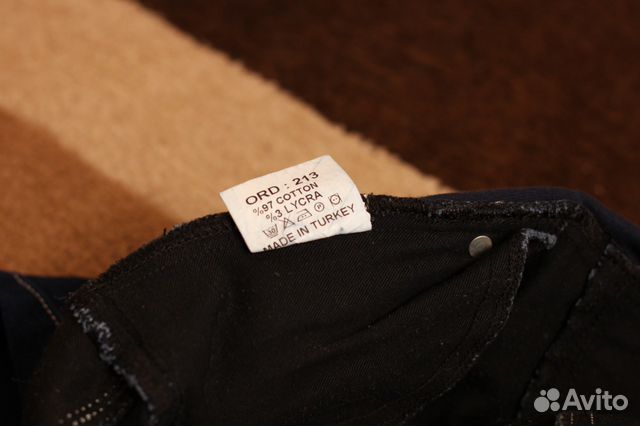 ORD : 213
%97 COTTON
%3 LYCRA
MADE IN TURKEY
Avito